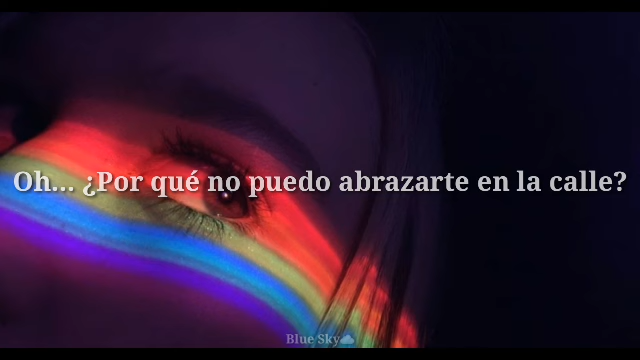 Oh... ¿Por qué no puedo abrazarte en la calle?
Blue Sky☁